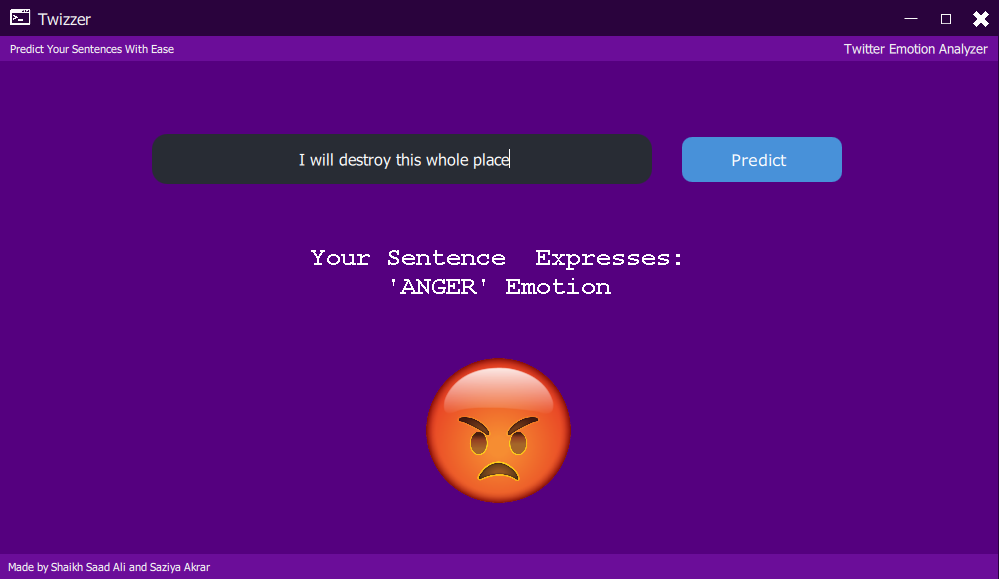 Twizzer
Predict Your Sentences With Ease
Twitter Emotion Analyzer
I will destroy this whole place
Predict
Your Sentence  Expresses:
'ANGER' Emotion
Made by Shaikh Saad Ali and Saziya Akrar